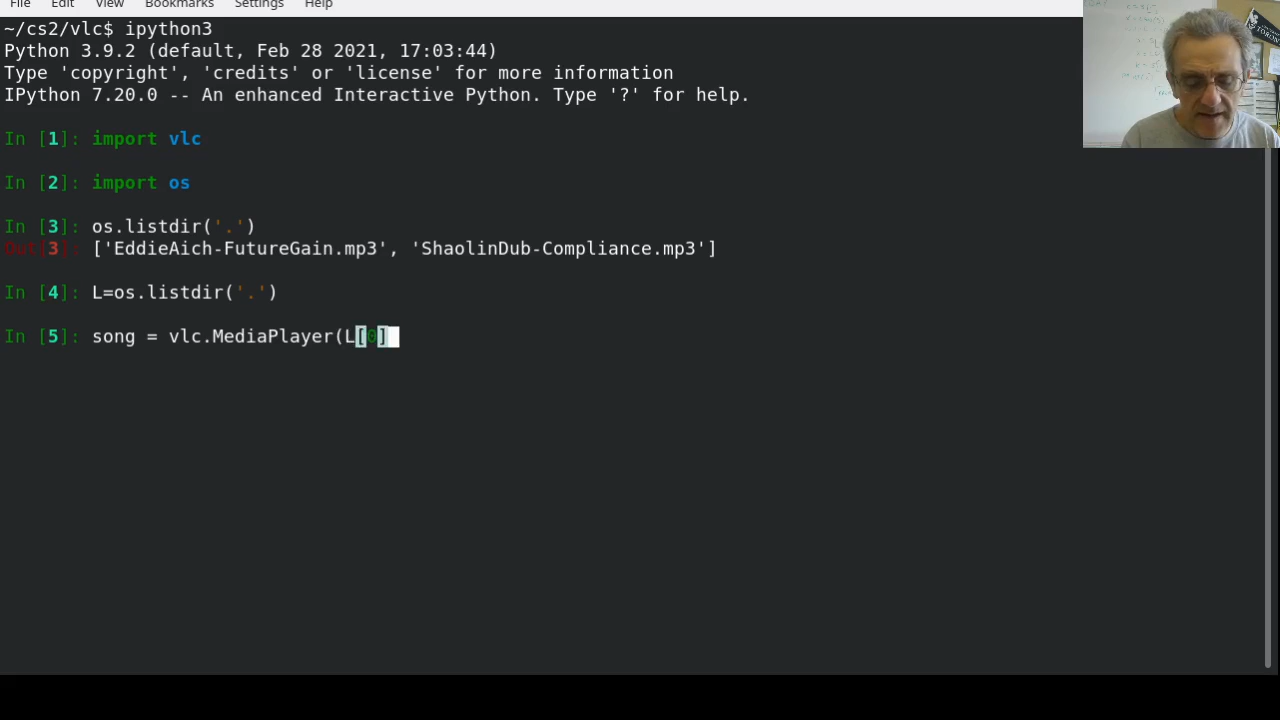 File Edit View Bookmarks Settings Help
~/cs2/vlc$ ipython3
Python 3.9.2 (default, Feb 28 2021, 17:03:44)
Type 'copyright', 'credits' or 'license' for more information
IPython 7.20.0 -- An enhanced Interactive Python. Type '?' for help.
In [1]: import vlc
In [2]: import os
In [3]: os.listdir('.')
Out[3]: ['EddieAich-FutureGain.mp3', 'ShaolinDub-Compliance.mp3']
In [4]: L=os.listdir('.')
In [5]: song = vlc.MediaPlayer(L[0]